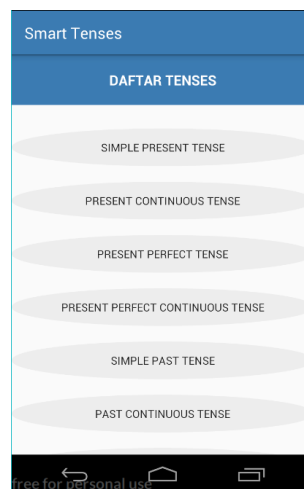 Smart Tenses
DAFTAR TENSES
SIMPLE PRESENT TENSE
PRESENT CONTINUOUS TENSE
PRESENT PERFECT TENSE
PRESENT PERFECT CONTINUOUS TENSE
SIMPLE PAST TENSE
PAST CONTINUOUS TENSE
free for personal use